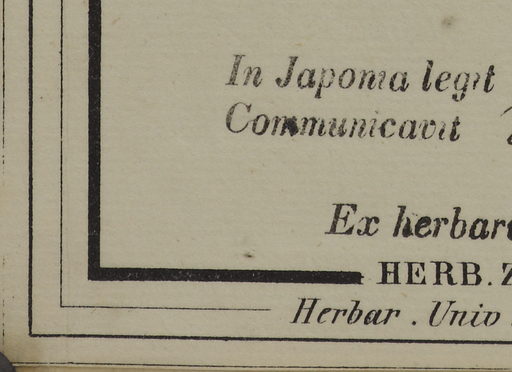 In Japonia legit
Communicavit
Ex herbar
HERB. Z
Herbar. Univ